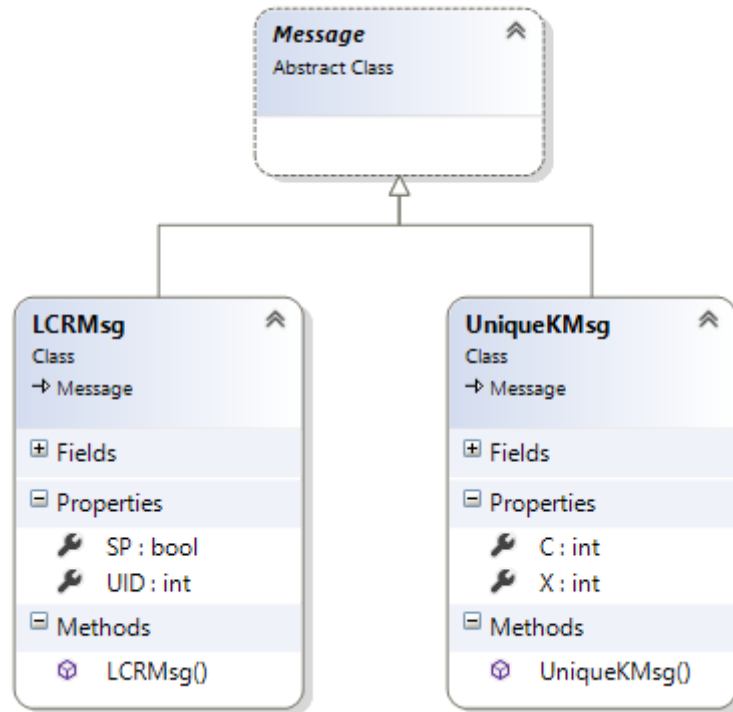 Message
Abstract Class
LCRMsg
Class
Message
Fields
Properties
SP : bool
UID : int
Methods
LCRMsg()
UniqueKMsg
Class
Message
Fields
Properties
C : int
X : int
Methods
UniqueKMsg()